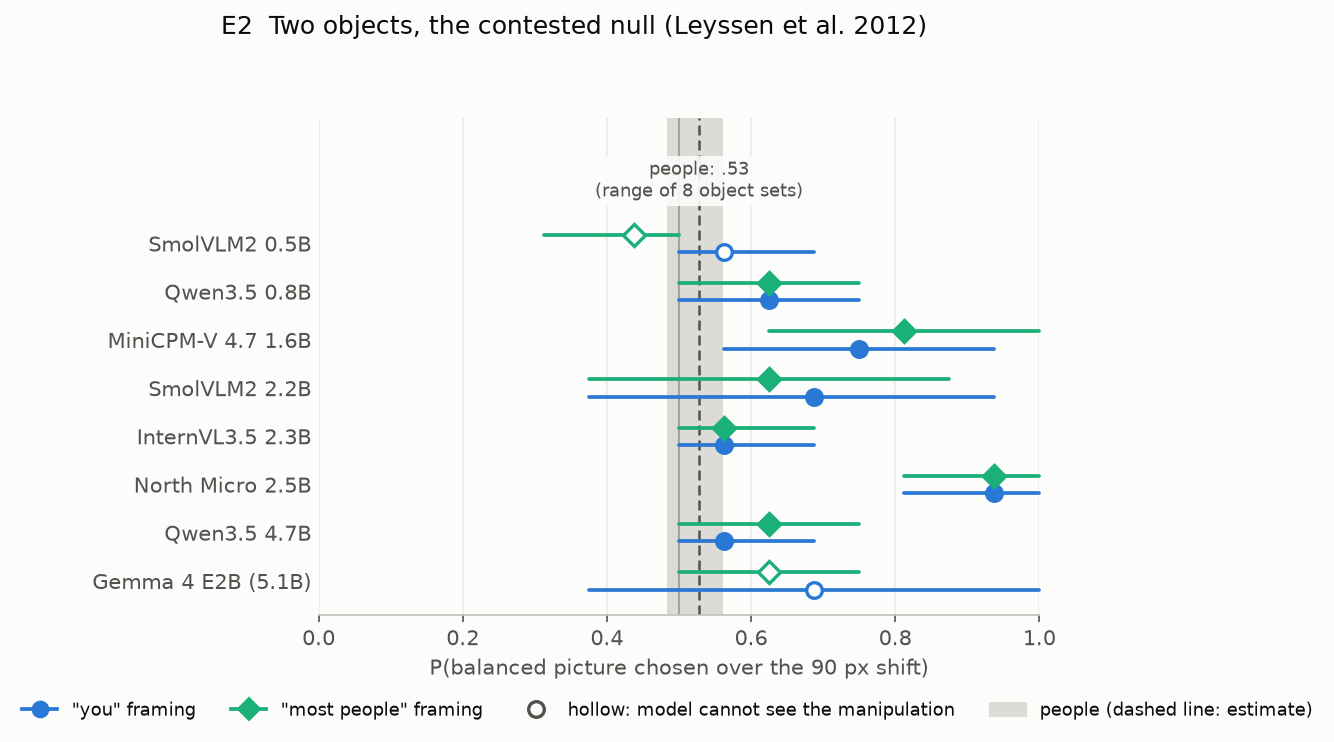 E2  Two objects, the contested null (Leyssen et al. 2012)
people: .53
(range of 8 object sets)
SmolVLM2 0.5B
Qwen3.5 0.8B
MiniCPM-V 4.7 1.6B
SmolVLM2 2.2B
InternVL3.5 2.3B
North Micro 2.5B
Qwen3.5 4.7B
Gemma 4 E2B (5.1B)
0.0 0.2 0.4 0.6 0.8 1.0
P(balanced picture chosen over the 90 px shift)
"you" framing "most people" framing hollow: model cannot see the manipulation people (dashed line: estimate)